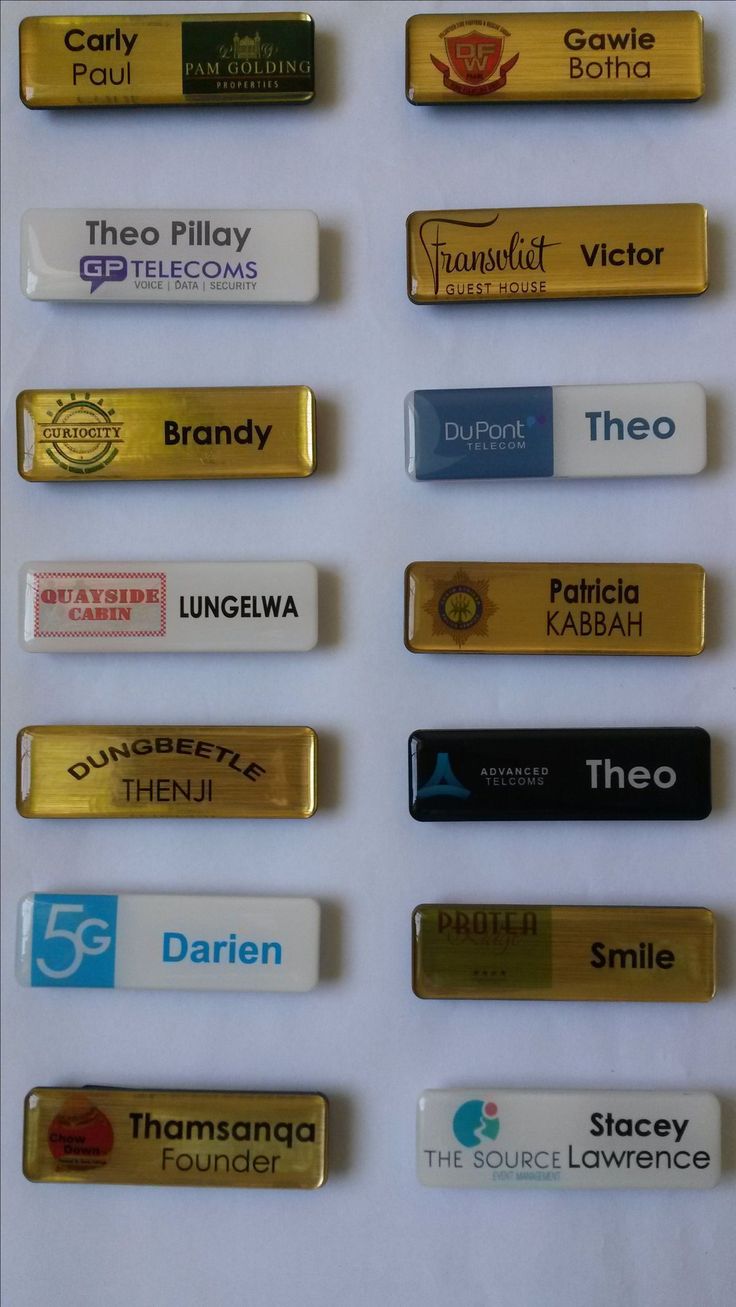 Carly
Paul
PAM GOLDING
PROPERTIES
DFW
Gawie
Botha
Theo Pillay
GP TELECOMS
VOICE | DATA | SECURITY
Transvliet
GUEST HOUSE
Victor
DURBAN
CURIOCITY
Brandy
DuPont
TELECOM
Theo
QUAYSIDE
CABIN
LUNGELWA
Patricia
KABBAH
DUNGBEETLE
THENJI
ADVANCED
TELCOMS
Theo
5G
Darien
PROTEA
Smile
Chow
Down
Thamsanqa
Founder
THE SOURCE
EVENT MANAGEMENT
Stacey
Lawrence